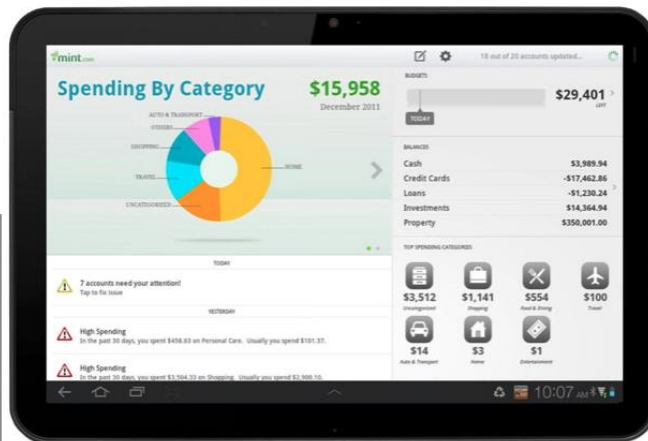 mint.com
18 out of 20 accounts updated...
Spending By Category
$15,958
December 2011
AUTO & TRANSPORT
OTHERS
SHOPPING
TRAVEL
UNCATEGORIZED
HOME
TODAY
7 accounts need your attention!
Tap to fix issue
YESTERDAY
High Spending
In the past 30 days, you spent $456.63 on Personal Care. Usually you spend $101.37.
High Spending
In the past 30 days, you spent $3,504.33 on Shopping. Usually you spend $2,900.10.
BUDGETS
$29,401
LEFT
TODAY
BALANCES
Cash $3,989.94
Credit Cards -$17,462.86
Loans -$1,230.24
Investments $14,364.94
Property $350,001.00
TOP SPENDING CATEGORIES
$3,512 $1,141 $554 $100
Uncategorized Shopping Food & Dining Travel
$14 $3 $1
Auto & Transport Home Entertainment
10:07 AM